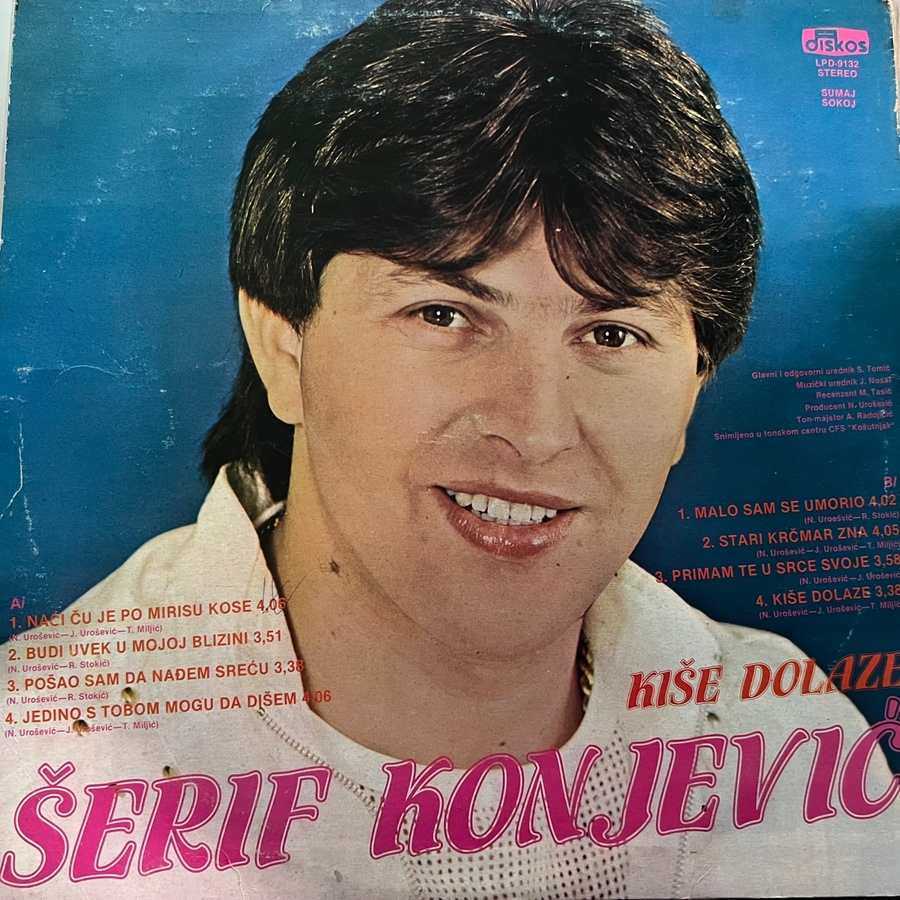 diskos
LPD-9132
STEREO
SUMAJ
SOKOJ
Glavni i odgovorni urednik S. Tomić
Muzički urednik J. Nosal
Recenzent M. Tasić
Producent N. Urošević
Ton-majstor A. Radojičić
Snimljeno u tonskom centru CFS "Košutnjak"
B/
1. MALO SAM SE UMORIO 4,02
(N. Urošević—R. Stokić)
2. STARI KRČMAR ZNA 4,05
(N. Urošević—J. Urošević—T. Miljić)
3. PRIMAM TE U SRCE SVOJE 3,58
(N. Urošević—J. Urošević)
4. KIŠE DOLAZE 3,38
(N. Urošević—J. Urošević—T. Miljić)
A/
1. NAĆI ĆU JE PO MIRISU KOSE 4,06
(N. Urošević—J. Urošević—T. Miljić)
2. BUDI UVEK U MOJOJ BLIZINI 3,51
(N. Urošević—R. Stokić)
3. POŠAO SAM DA NAĐEM SREĆU 3,38
(N. Urošević—R. Stokić)
4. JEDINO S TOBOM MOGU DA DIŠEM 4,06
(N. Urošević—J. Urošević—T. Miljić)
KIŠE DOLAZE
ŠERIF KONJEVIĆ